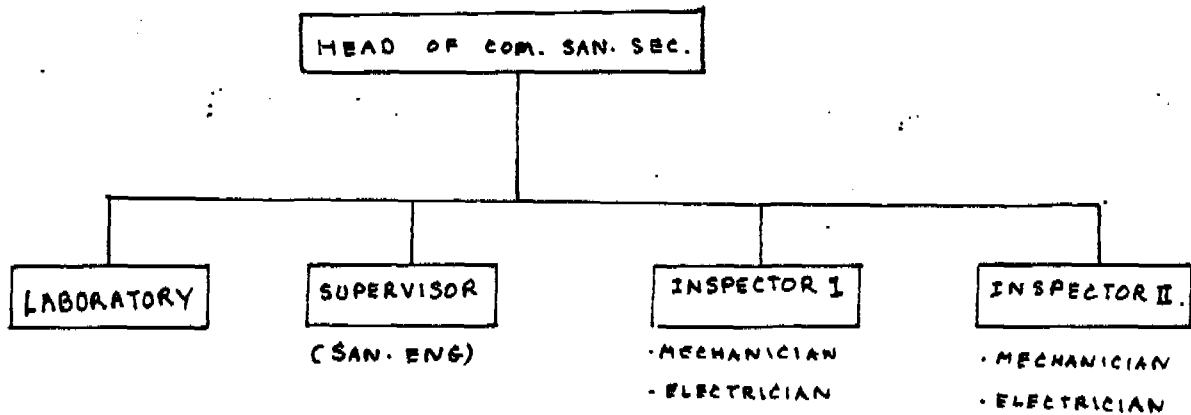 HEAD OF COM. SAN. SEC.
LABORATORY
SUPERVISOR
(SAN. ENG)
INSPECTOR I
· MECHANICIAN
· ELECTRICIAN
INSPECTOR II.
· MECHANICIAN
· ELECTRICIAN